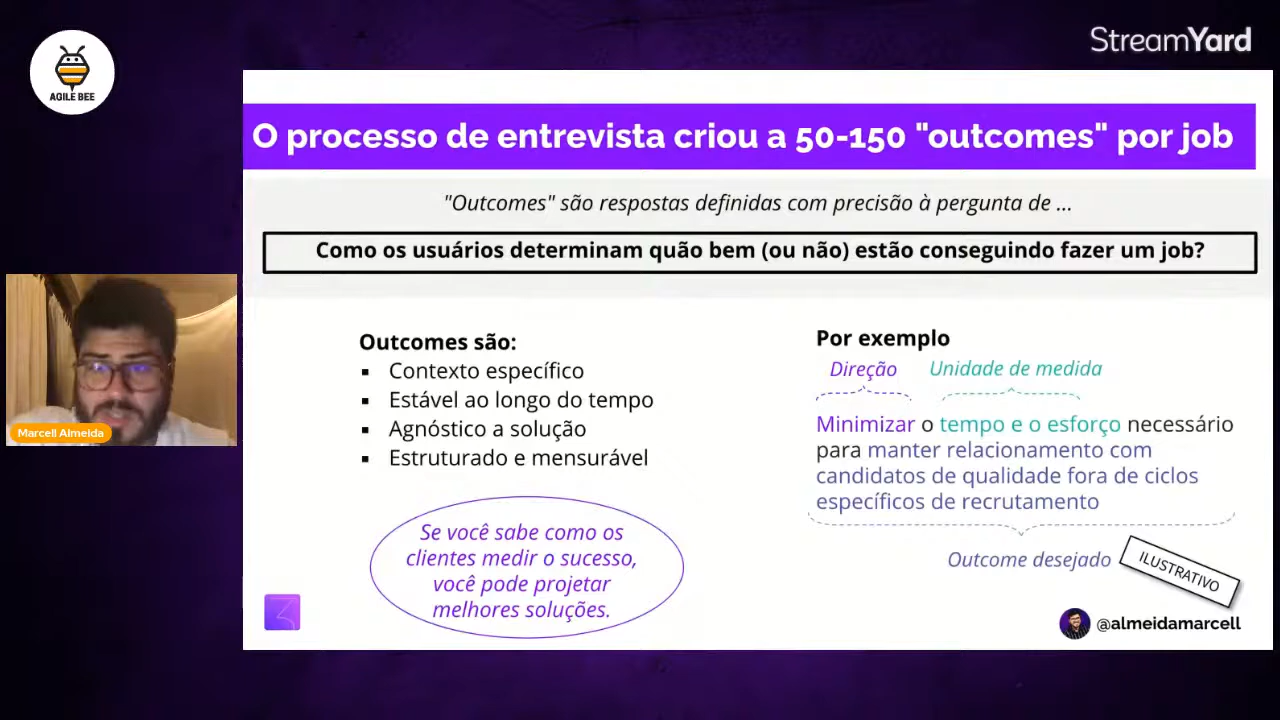 AGILE BEE
StreamYard
O processo de entrevista criou a 50-150 "outcomes" por job
"Outcomes" são respostas definidas com precisão à pergunta de ...
Como os usuários determinam quão bem (ou não) estão conseguindo fazer um job?
Outcomes são:
▪ Contexto específico
▪ Estável ao longo do tempo
▪ Agnóstico a solução
▪ Estruturado e mensurável
Se você sabe como os
clientes medir o sucesso,
você pode projetar
melhores soluções.
Por exemplo
Direção Unidade de medida
Minimizar o tempo e o esforço necessário
para manter relacionamento com
candidatos de qualidade fora de ciclos
específicos de recrutamento
Outcome desejado
ILUSTRATIVO
@almeidamarcell
Marcell Almeida